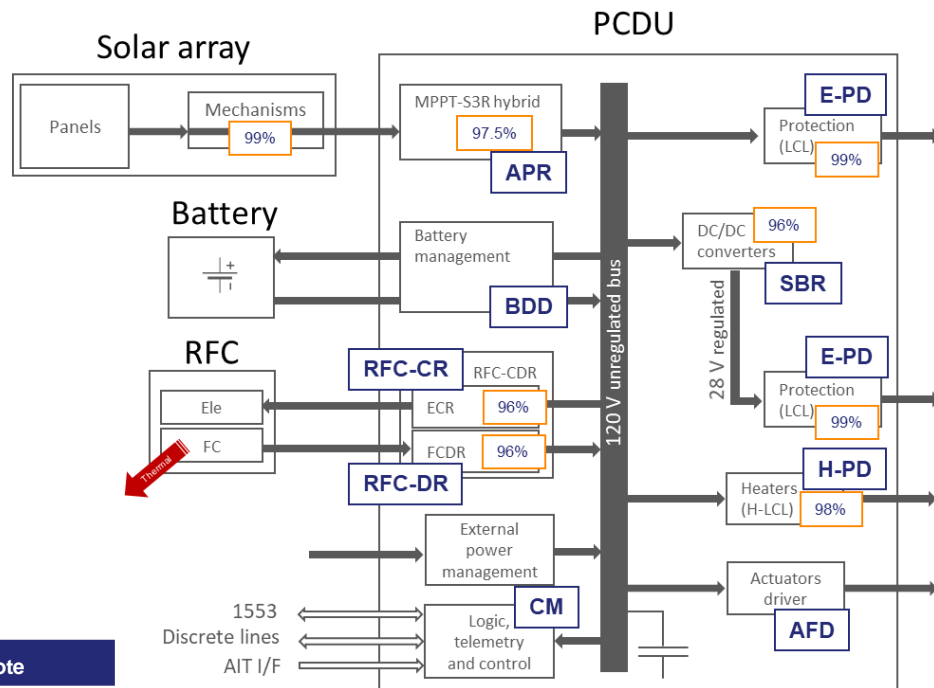 PCDU
Solar array
Panels
Mechanisms
99%
MPPT-S3R hybrid
97.5%
APR
E-PD
Protection
(LCL)
99%
Battery
+
-
Battery
management
BDD
120 V unregulated bus
DC/DC
converters
96%
SBR
28 V regulated
E-PD
Protection
(LCL)
99%
RFC
Ele
FC
Thermal
RFC-CR
RFC-CDR
ECR
96%
FCDR
96%
RFC-DR
H-PD
Heaters
(H-LCL)
98%
External
power
management
Actuators
driver
AFD
CM
Logic,
telemetry
and control
1553
Discrete lines
AIT I/F